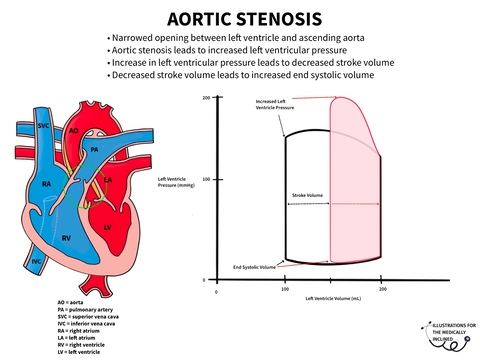 AORTIC STENOSIS
• Narrowed opening between left ventricle and ascending aorta
• Aortic stenosis leads to increased left ventricular pressure
• Increase in left ventricular pressure leads to decreased stroke volume
• Decreased stroke volume leads to increased end systolic volume
SVC
AO
PA
LA
RA
LV
RV
IVC
AO = aorta
PA = pulmonary artery
SVC = superior vena cava
IVC = inferior vena cava
RA = right atrium
LA = left atrium
RV = right ventricle
LV = left ventricle
Left Ventricle
Pressure (mmHg)
200
100
0
Increased Left
Ventricle Pressure
Stroke Volume
End Systolic Volume
0
100
200
Left Ventricle Volume (mL)
ILLUSTRATIONS FOR
THE MEDICALLY
INCLINED